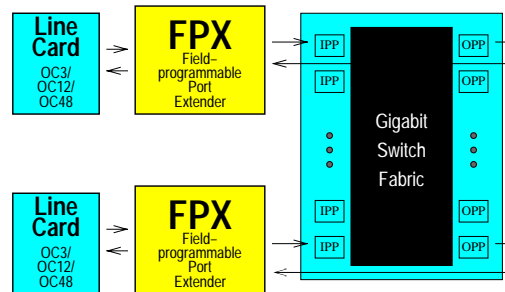 Line
Card
OC3/
OC12/
OC48
FPX
Field–
programmable
Port
Extender
IPP
OPP
IPP
OPP
Gigabit
Switch
Fabric
Line
Card
OC3/
OC12/
OC48
FPX
Field–
programmable
Port
Extender
IPP
OPP
IPP
OPP